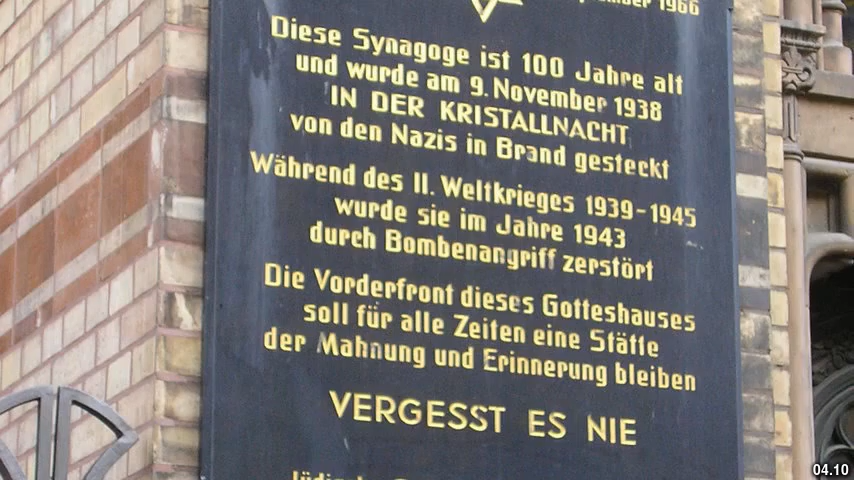 1966
Diese Synagoge ist 100 Jahre alt
und wurde am 9. November 1938
IN DER KRISTALLNACHT
von den Nazis in Brand gesteckt
Während des II. Weltkrieges 1939-1945
wurde sie im Jahre 1943
durch Bombenangriff zerstört
Die Vorderfront dieses Gotteshauses
soll für alle Zeiten eine Stätte
der Mahnung und Erinnerung bleiben
VERGESST ES NIE
04.10